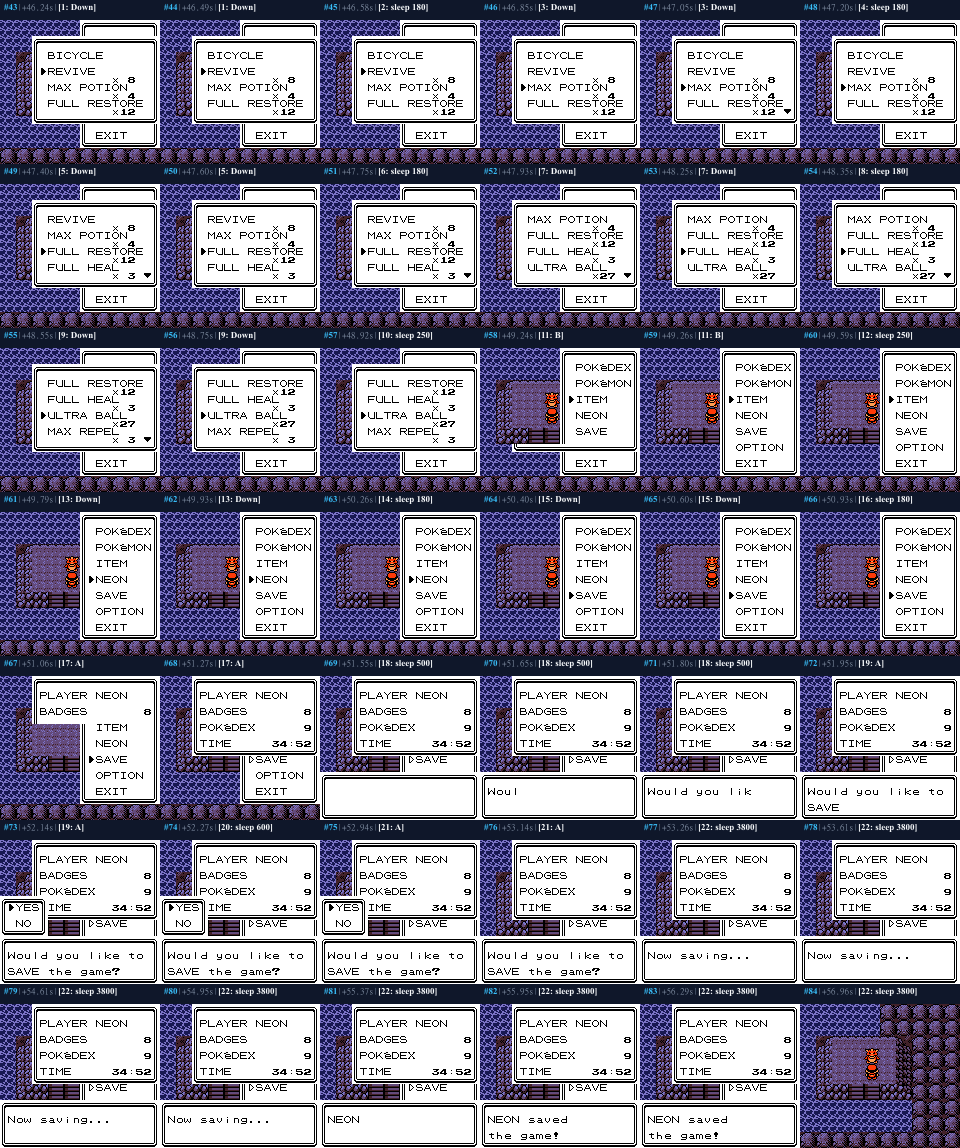 #43|+46.24s| [1: Down]
BICYCLE
▶REVIVE
× 8
MAX POTION
× 4
FULL RESTORE
×12
EXIT
#44|+46.49s| [1: Down]
BICYCLE
▶REVIVE
× 8
MAX POTION
× 4
FULL RESTORE
×12
EXIT
#45|+46.58s| [2: sleep 180]
BICYCLE
▶REVIVE
× 8
MAX POTION
× 4
FULL RESTORE
×12
EXIT
#46|+46.85s| [3: Down]
BICYCLE
REVIVE
× 8
▶MAX POTION
× 4
FULL RESTORE
×12
EXIT
#47|+47.05s| [3: Down]
BICYCLE
REVIVE
× 8
▶MAX POTION
× 4
FULL RESTORE
×12 ▼
EXIT
#48|+47.20s| [4: sleep 180]
BICYCLE
REVIVE
× 8
▶MAX POTION
× 4
FULL RESTORE
×12
EXIT
#49|+47.40s| [5: Down]
REVIVE
× 8
MAX POTION
× 4
▶FULL RESTORE
×12
FULL HEAL
× 3 ▼
EXIT
#50|+47.60s| [5: Down]
REVIVE
× 8
MAX POTION
× 4
▶FULL RESTORE
×12
FULL HEAL
× 3
EXIT
#51|+47.75s| [6: sleep 180]
REVIVE
× 8
MAX POTION
× 4
▶FULL RESTORE
×12
FULL HEAL
× 3 ▼
EXIT
#52|+47.93s| [7: Down]
MAX POTION
× 4
FULL RESTORE
×12
FULL HEAL
× 3
ULTRA BALL
×27 ▼
EXIT
#53|+48.25s| [7: Down]
MAX POTION
× 4
FULL RESTORE
×12
▶FULL HEAL
× 3
ULTRA BALL
×27
EXIT
#54|+48.35s| [8: sleep 180]
MAX POTION
× 4
FULL RESTORE
×12
▶FULL HEAL
× 3
ULTRA BALL
×27 ▼
EXIT
#55|+48.55s| [9: Down]
FULL RESTORE
×12
FULL HEAL
× 3
▶ULTRA BALL
×27
MAX REPEL
× 3 ▼
EXIT
#56|+48.75s| [9: Down]
FULL RESTORE
×12
FULL HEAL
× 3
▶ULTRA BALL
×27
MAX REPEL
× 3
EXIT
#57|+48.92s| [10: sleep 250]
FULL RESTORE
×12
FULL HEAL
× 3
▶ULTRA BALL
×27
MAX REPEL
× 3
EXIT
#58|+49.24s| [11: B]
POKéDEX
POKéMON
▶ITEM
NEON
SAVE
OPTION
EXIT
#59|+49.26s| [11: B]
POKéDEX
POKéMON
▶ITEM
NEON
SAVE
OPTION
EXIT
#60|+49.59s| [12: sleep 250]
POKéDEX
POKéMON
▶ITEM
NEON
SAVE
OPTION
EXIT
#61|+49.79s| [13: Down]
POKéDEX
POKéMON
ITEM
▶NEON
SAVE
OPTION
EXIT
#62|+49.93s| [13: Down]
POKéDEX
POKéMON
ITEM
▶NEON
SAVE
OPTION
EXIT
#63|+50.26s| [14: sleep 180]
POKéDEX
POKéMON
ITEM
▶NEON
SAVE
OPTION
EXIT
#64|+50.40s| [15: Down]
POKéDEX
POKéMON
ITEM
NEON
▶SAVE
OPTION
EXIT
#65|+50.60s| [15: Down]
POKéDEX
POKéMON
ITEM
NEON
▶SAVE
OPTION
EXIT
#66|+50.93s| [16: sleep 180]
POKéDEX
POKéMON
ITEM
NEON
▶SAVE
OPTION
EXIT
#67|+51.06s| [17: A]
PLAYER NEON
BADGES 8
ITEM
NEON
▶SAVE
OPTION
EXIT
#68|+51.27s| [17: A]
PLAYER NEON
BADGES 8
POKéDEX 9
TIME 34:52
▷SAVE
OPTION
EXIT
#69|+51.55s| [18: sleep 500]
PLAYER NEON
BADGES 8
POKéDEX 9
TIME 34:52
▷SAVE
#70|+51.65s| [18: sleep 500]
PLAYER NEON
BADGES 8
POKéDEX 9
TIME 34:52
▷SAVE
Woul
#71|+51.80s| [18: sleep 500]
PLAYER NEON
BADGES 8
POKéDEX 9
TIME 34:52
▷SAVE
Would you lik
#72|+51.95s| [19: A]
PLAYER NEON
BADGES 8
POKéDEX 9
TIME 34:52
▷SAVE
Would you like to
SAVE
#73|+52.14s| [19: A]
PLAYER NEON
BADGES 8
POKéDEX 9
▶YES
IME 34:52
NO
▷SAVE
Would you like to
SAVE the game?
#74|+52.27s| [20: sleep 600]
PLAYER NEON
BADGES 8
POKéDEX 9
▶YES
IME 34:52
NO
▷SAVE
Would you like to
SAVE the game?
#75|+52.94s| [21: A]
PLAYER NEON
BADGES 8
POKéDEX 9
▶YES
IME 34:52
NO
▷SAVE
Would you like to
SAVE the game?
#76|+53.14s| [21: A]
PLAYER NEON
BADGES 8
POKéDEX 9
TIME 34:52
▷SAVE
Would you like to
SAVE the game?
#77|+53.26s| [22: sleep 3800]
PLAYER NEON
BADGES 8
POKéDEX 9
TIME 34:52
▷SAVE
Now saving...
#78|+53.61s| [22: sleep 3800]
PLAYER NEON
BADGES 8
POKéDEX 9
TIME 34:52
▷SAVE
Now saving...
#79|+54.61s| [22: sleep 3800]
PLAYER NEON
BADGES 8
POKéDEX 9
TIME 34:52
▷SAVE
Now saving...
#80|+54.95s| [22: sleep 3800]
PLAYER NEON
BADGES 8
POKéDEX 9
TIME 34:52
▷SAVE
Now saving...
#81|+55.37s| [22: sleep 3800]
PLAYER NEON
BADGES 8
POKéDEX 9
TIME 34:52
▷SAVE
NEON
#82|+55.95s| [22: sleep 3800]
PLAYER NEON
BADGES 8
POKéDEX 9
TIME 34:52
▷SAVE
NEON saved
the game!
#83|+56.29s| [22: sleep 3800]
PLAYER NEON
BADGES 8
POKéDEX 9
TIME 34:52
▷SAVE
NEON saved
the game!
#84|+56.96s| [22: sleep 3800]